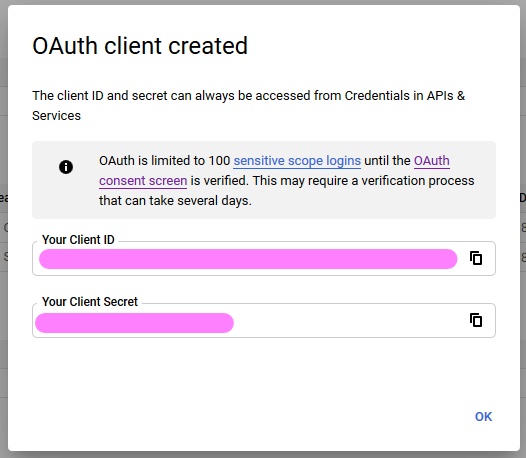 OAuth client created
The client ID and secret can always be accessed from Credentials in APIs &
Services
OAuth is limited to 100 sensitive scope logins until the OAuth
consent screen is verified. This may require a verification process
that can take several days.
Your Client ID
Your Client Secret
OK